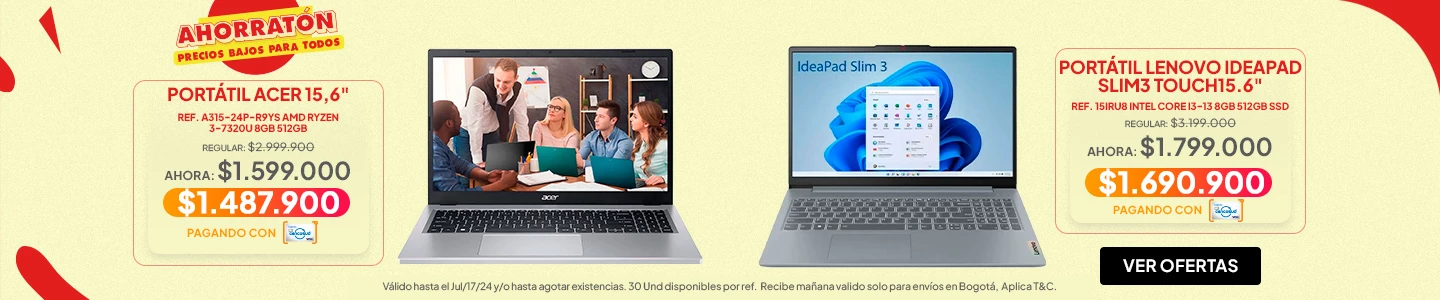 AHORRATÓN
PRECIOS BAJOS PARA TODOS
PORTÁTIL ACER 15,6"
REF. A315-24P-R9YS AMD RYZEN
3-7320U 8GB 512GB
REGULAR: $2.999.900
AHORA: $1.599.000
$1.487.900
PAGANDO CON
cencosud
acer
IdeaPad Slim 3
Lenovo
PORTÁTIL LENOVO IDEAPAD
SLIM3 TOUCH15.6"
REF. 15IRU8 INTEL CORE I3-13 8GB 512GB SSD
REGULAR: $3.199.000
AHORA: $1.799.000
$1.690.900
PAGANDO CON
cencosud
VER OFERTAS
Válido hasta el Jul/17/24 y/o hasta agotar existencias. 30 Und disponibles por ref. Recibe mañana valido solo para envíos en Bogotá, Aplica T&C.